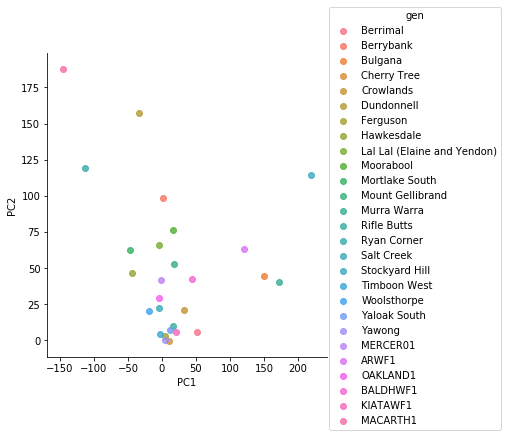 gen
Berrimal
Berrybank
Bulgana
Cherry Tree
Crowlands
Dundonnell
Ferguson
Hawkesdale
Lal Lal (Elaine and Yendon)
Moorabool
Mortlake South
Mount Gellibrand
Murra Warra
Rifle Butts
Ryan Corner
Salt Creek
Stockyard Hill
Timboon West
Woolsthorpe
Yaloak South
Yawong
MERCER01
ARWF1
OAKLAND1
BALDHWF1
KIATAWF1
MACARTH1
175
150
125
100
75
50
25
0
PC2
−150 −100 −50 0 50 100 150 200
PC1